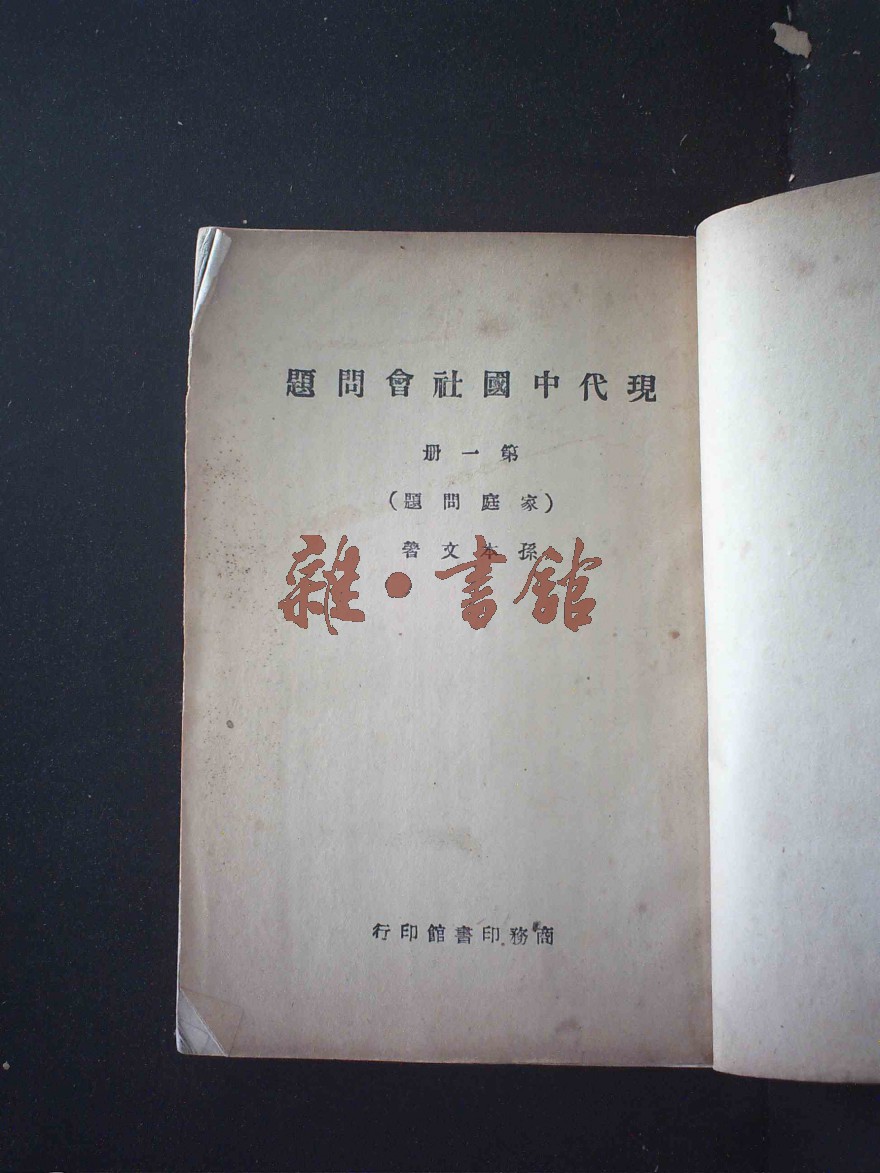 現代中國社會問題
第一册
(家庭問題)
孫本文著
雜·書館
商務印書館印行